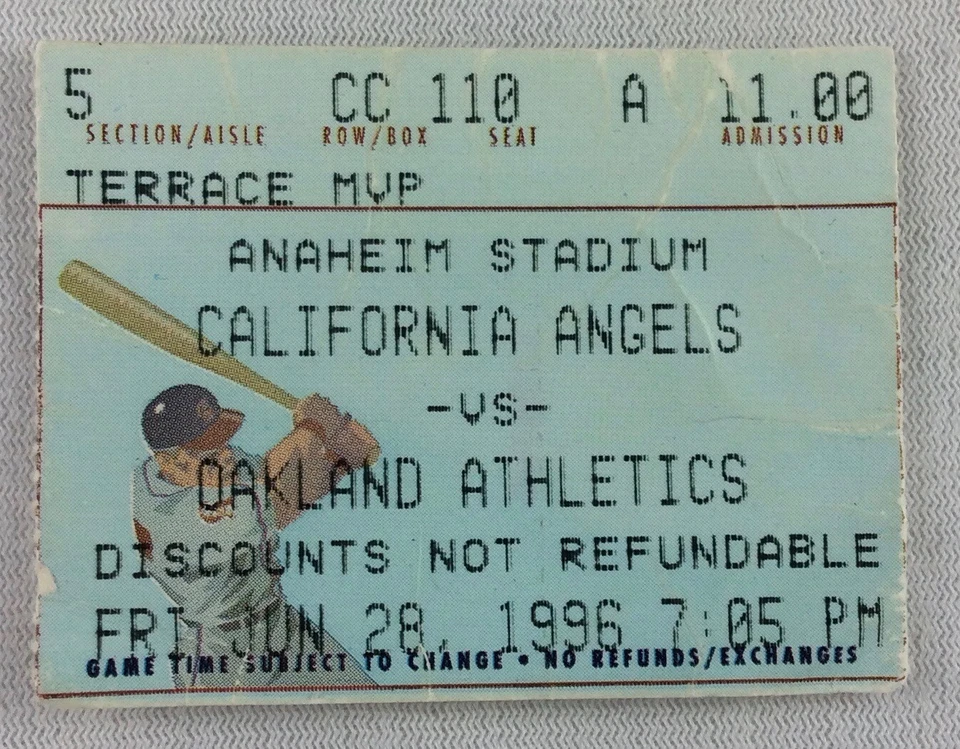 5 CC 110 A 11.00
SECTION/AISLE ROW/BOX SEAT ADMISSION
TERRACE MVP
ANAHEIM STADIUM
CALIFORNIA ANGELS
-VS-
OAKLAND ATHLETICS
DISCOUNTS NOT REFUNDABLE
FRI JUN 28, 1996 7:05 PM
GAME TIME SUBJECT TO CHANGE • NO REFUNDS/EXCHANGES